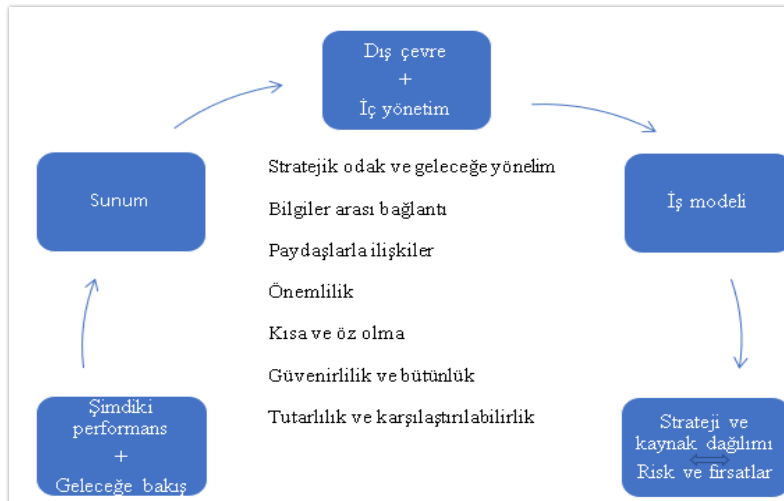 Dış çevre
+
İç yönetim
Sunum
İş modeli
Stratejik odak ve geleceğe yönelim
Bilgiler arası bağlantı
Paydaşlarla ilişkiler
Önemlilik
Kısa ve öz olma
Güvenirlilik ve bütünlük
Tutarlılık ve karşılaştırılabilirlik
Şimdiki
performans
+
Geleceğe bakış
Strateji ve
kaynak dağılımı
Risk ve fırsatlar